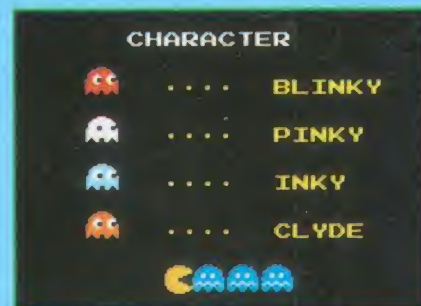 CHARACTER
.... BLINKY
.... PINKY
.... INKY
.... CLYDE